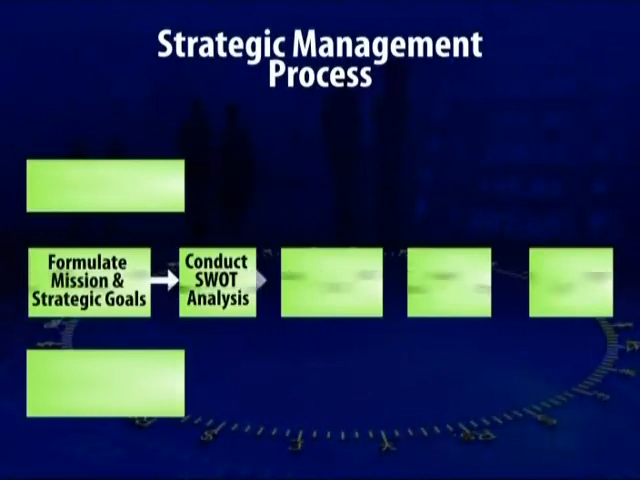 Strategic Management
Process
Formulate
Mission &
Strategic Goals
Conduct
SWOT
Analysis